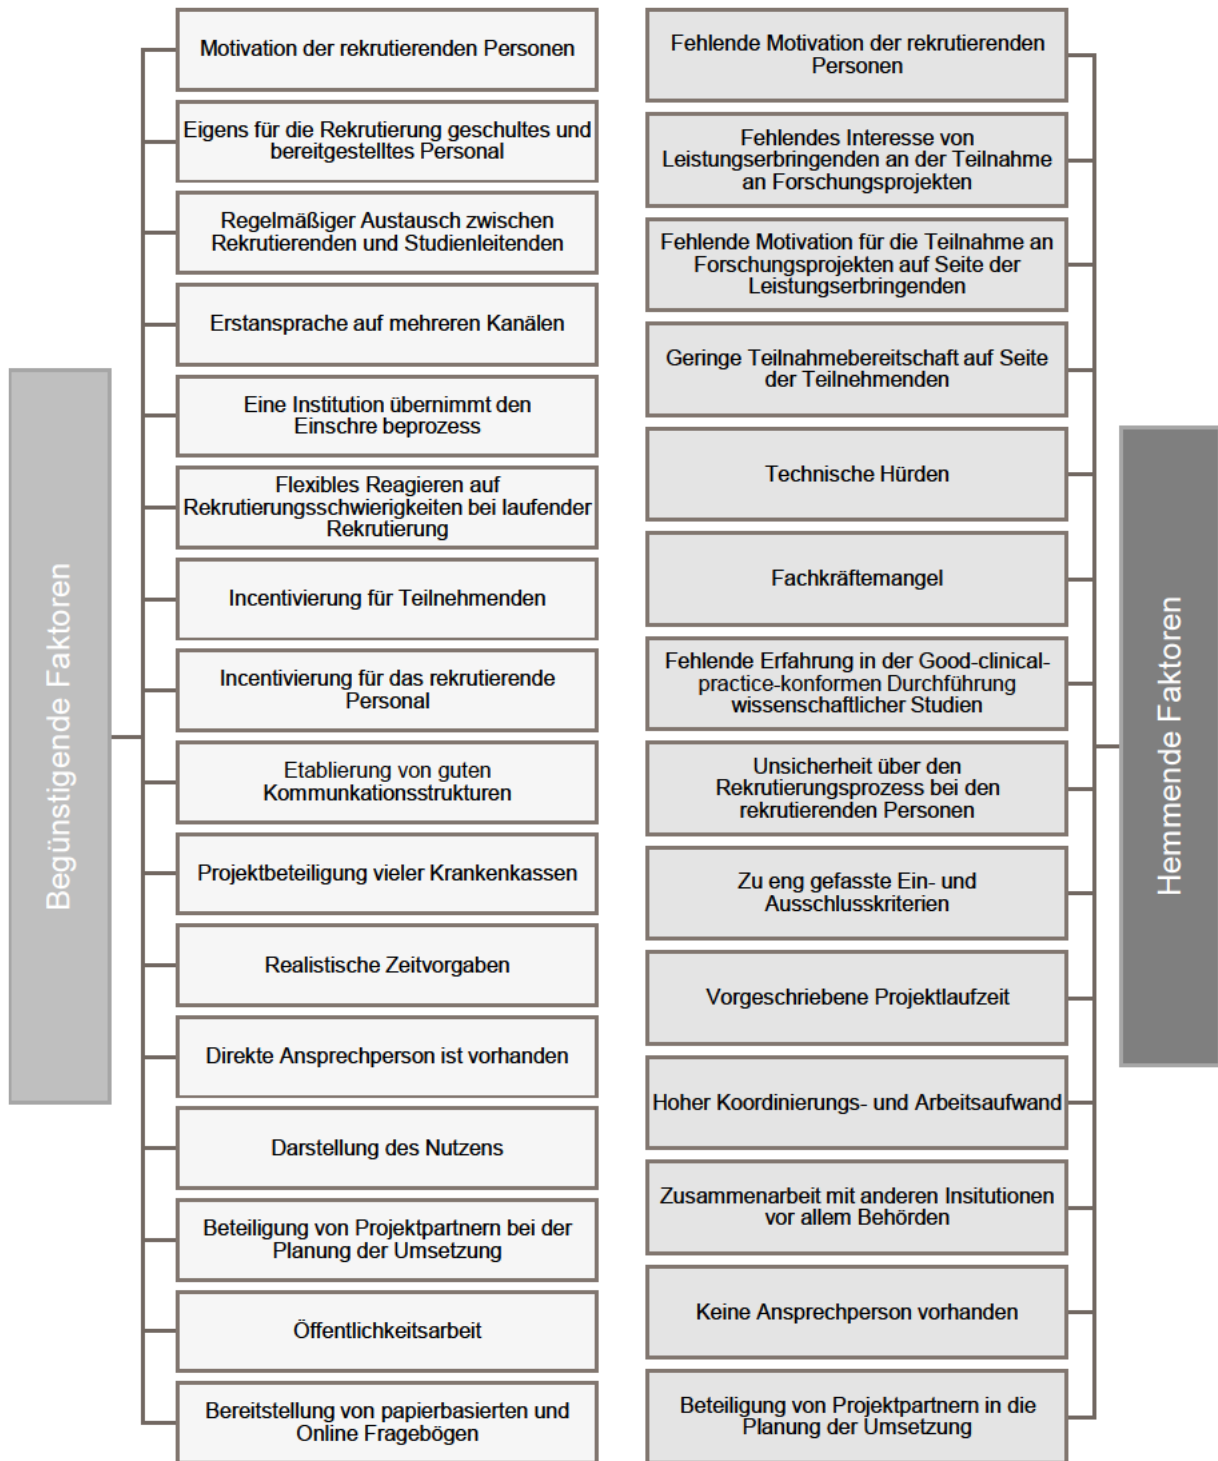 Begünstigende Faktoren
Motivation der rekrutierenden Personen
Eigens für die Rekrutierung geschultes und
bereitgestelltes Personal
Regelmäßiger Austausch zwischen
Rekrutierenden und Studienleitenden
Erstansprache auf mehreren Kanälen
Eine Institution übernimmt den
Einschre beprozess
Flexibles Reagieren auf
Rekrutierungsschwierigkeiten bei laufender
Rekrutierung
Incentivierung für Teilnehmenden
Incentivierung für das rekrutierende
Personal
Etablierung von guten
Kommunkationsstrukturen
Projektbeteiligung vieler Krankenkassen
Realistische Zeitvorgaben
Direkte Ansprechperson ist vorhanden
Darstellung des Nutzens
Beteiligung von Projektpartnern bei der
Planung der Umsetzung
Öffentlichkeitsarbeit
Bereitstellung von papierbasierten und
Online Fragebögen
Fehlende Motivation der rekrutierenden
Personen
Fehlendes Interesse von
Leistungserbringenden an der Teilnahme
an Forschungsprojekten
Fehlende Motivation für die Teilnahme an
Forschungsprojekten auf Seite der
Leistungserbringenden
Geringe Teilnahmebereitschaft auf Seite
der Teilnehmenden
Technische Hürden
Fachkräftemangel
Fehlende Erfahrung in der Good-clinical-
practice-konformen Durchführung
wissenschaftlicher Studien
Unsicherheit über den
Rekrutierungsprozess bei den
rekrutierenden Personen
Zu eng gefasste Ein- und
Ausschlusskriterien
Vorgeschriebene Projektlaufzeit
Hoher Koordinierungs- und Arbeitsaufwand
Zusammenarbeit mit anderen Insitutionen
vor allem Behörden
Keine Ansprechperson vorhanden
Beteiligung von Projektpartnern in die
Planung der Umsetzung
Hemmende Faktoren